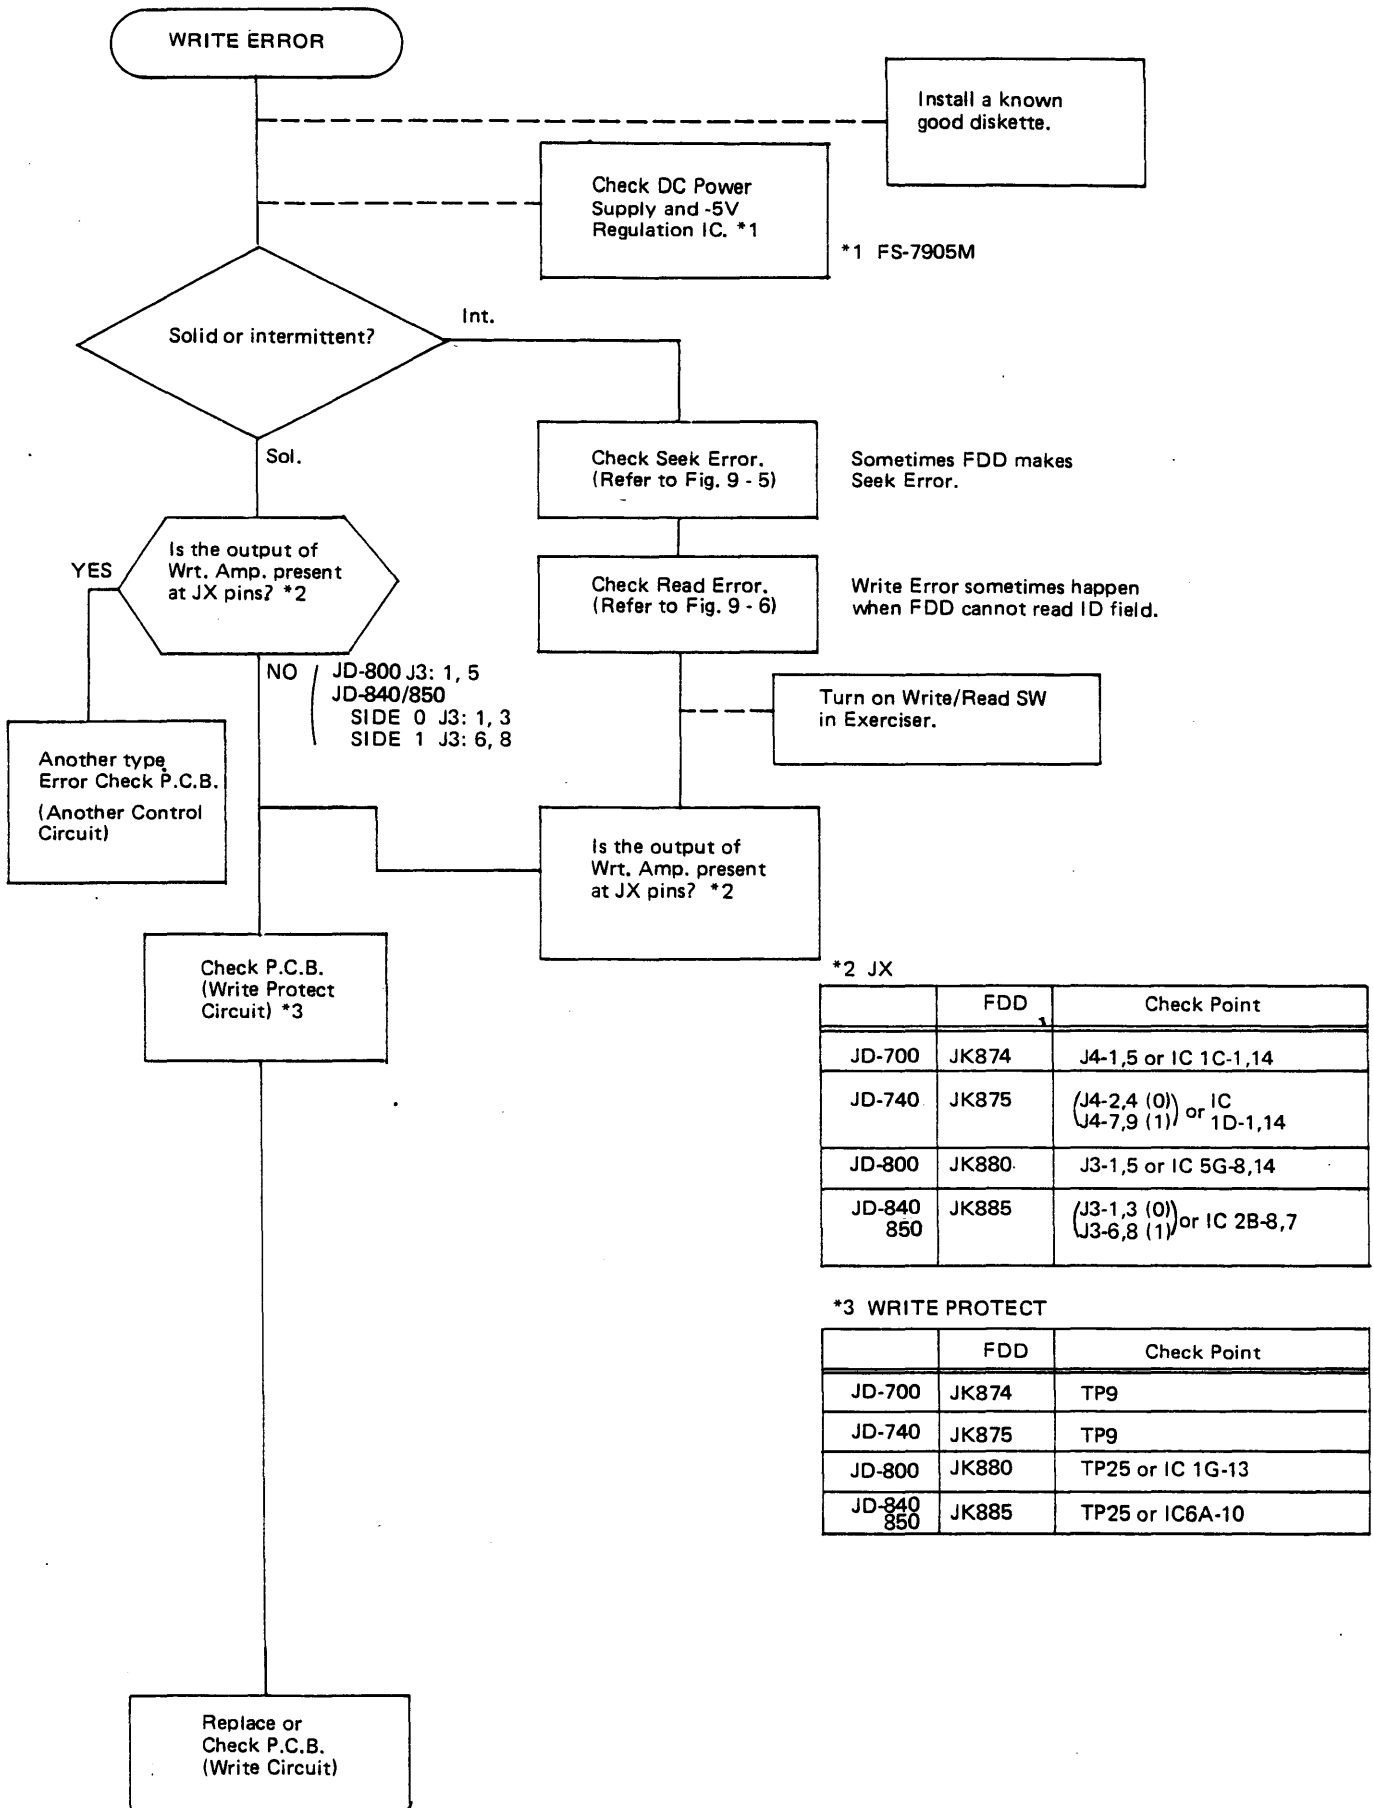 WRITE ERROR
Install a known
good diskette.
Check DC Power
Supply and -5V
Regulation IC. *1
*1 FS-7905M
Solid or intermittent?
Int.
Sol.
Check Seek Error.
(Refer to Fig. 9 - 5)
Sometimes FDD makes
Seek Error.
Is the output of
Wrt. Amp. present
at JX pins? *2
YES
Check Read Error.
(Refer to Fig. 9 - 6)
Write Error sometimes happen
when FDD cannot read ID field.
NO
JD-800 J3: 1, 5
JD-840/850
SIDE 0 J3: 1, 3
SIDE 1 J3: 6, 8
Turn on Write/Read SW
in Exerciser.
Another type
Error Check P.C.B.
(Another Control
Circuit)
Is the output of
Wrt. Amp. present
at JX pins? *2
Check P.C.B.
(Write Protect
Circuit) *3
*2 JX
FDD Check Point
JD-700 JK874 J4-1,5 or IC 1C-1,14
JD-740 JK875 (J4-2,4 (0)) or IC
(J4-7,9 (1)) 1D-1,14
JD-800 JK880 J3-1,5 or IC 5G-8,14
JD-840 JK885 (J3-1,3 (0)) or IC 2B-8,7
850 (J3-6,8 (1))
*3 WRITE PROTECT
FDD Check Point
JD-700 JK874 TP9
JD-740 JK875 TP9
JD-800 JK880 TP25 or IC 1G-13
JD-840 JK885 TP25 or IC6A-10
850
Replace or
Check P.C.B.
(Write Circuit)